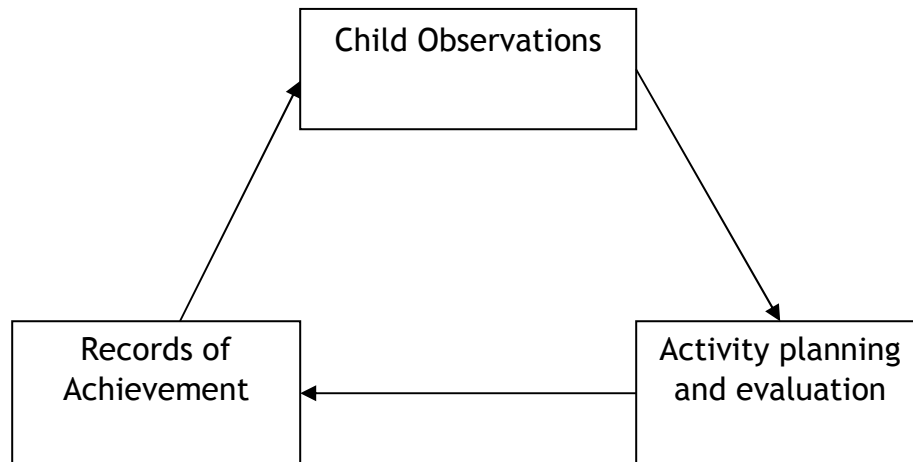 Child Observations
Records of
Achievement
Activity planning
and evaluation